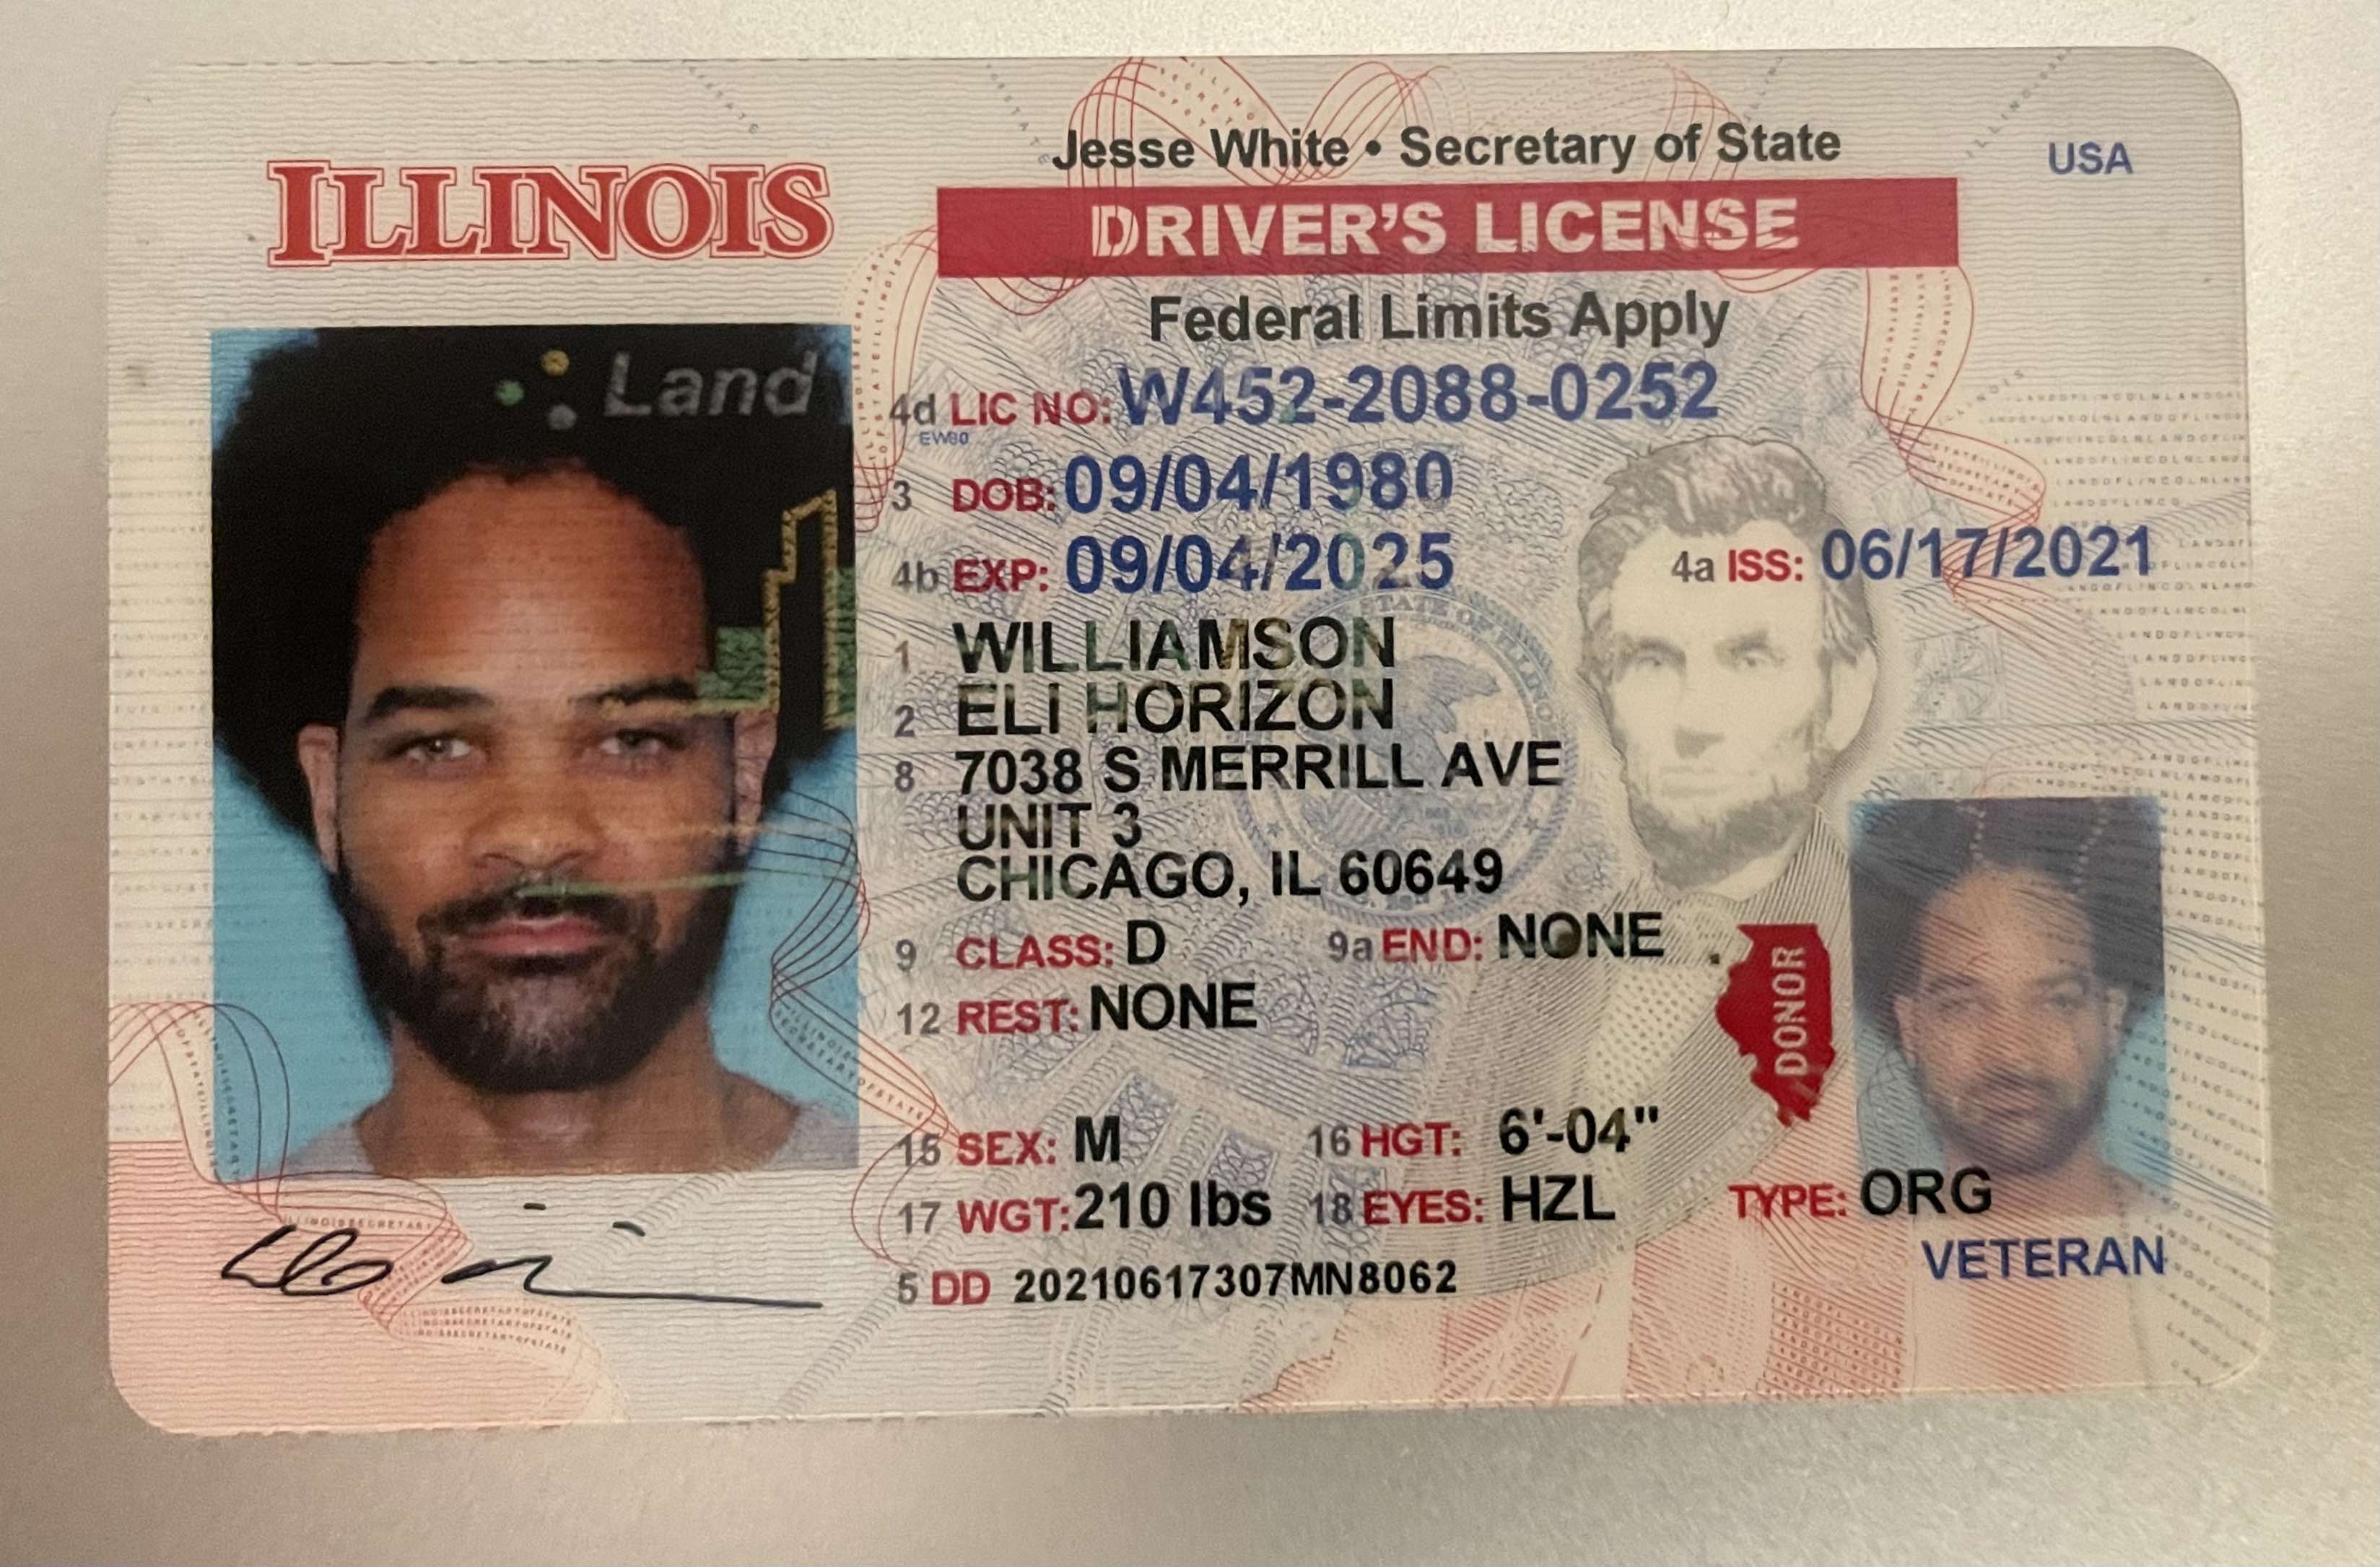 ILLINOIS
Jesse White • Secretary of State
USA
DRIVER'S LICENSE
Federal Limits Apply
Land
4d LIC NO: W452-2088-0252
EW80
3 DOB: 09/04/1980
4b EXP: 09/04/2025
4a ISS: 06/17/2021
1 WILLIAMSON
2 ELI HORIZON
8 7038 S MERRILL AVE
UNIT 3
CHICAGO, IL 60649
9 CLASS: D 9a END: NONE
12 REST: NONE
DONOR
15 SEX: M 16 HGT: 6'-04"
17 WGT: 210 lbs 18 EYES: HZL TYPE: ORG
VETERAN
5 DD 20210617307MN8062